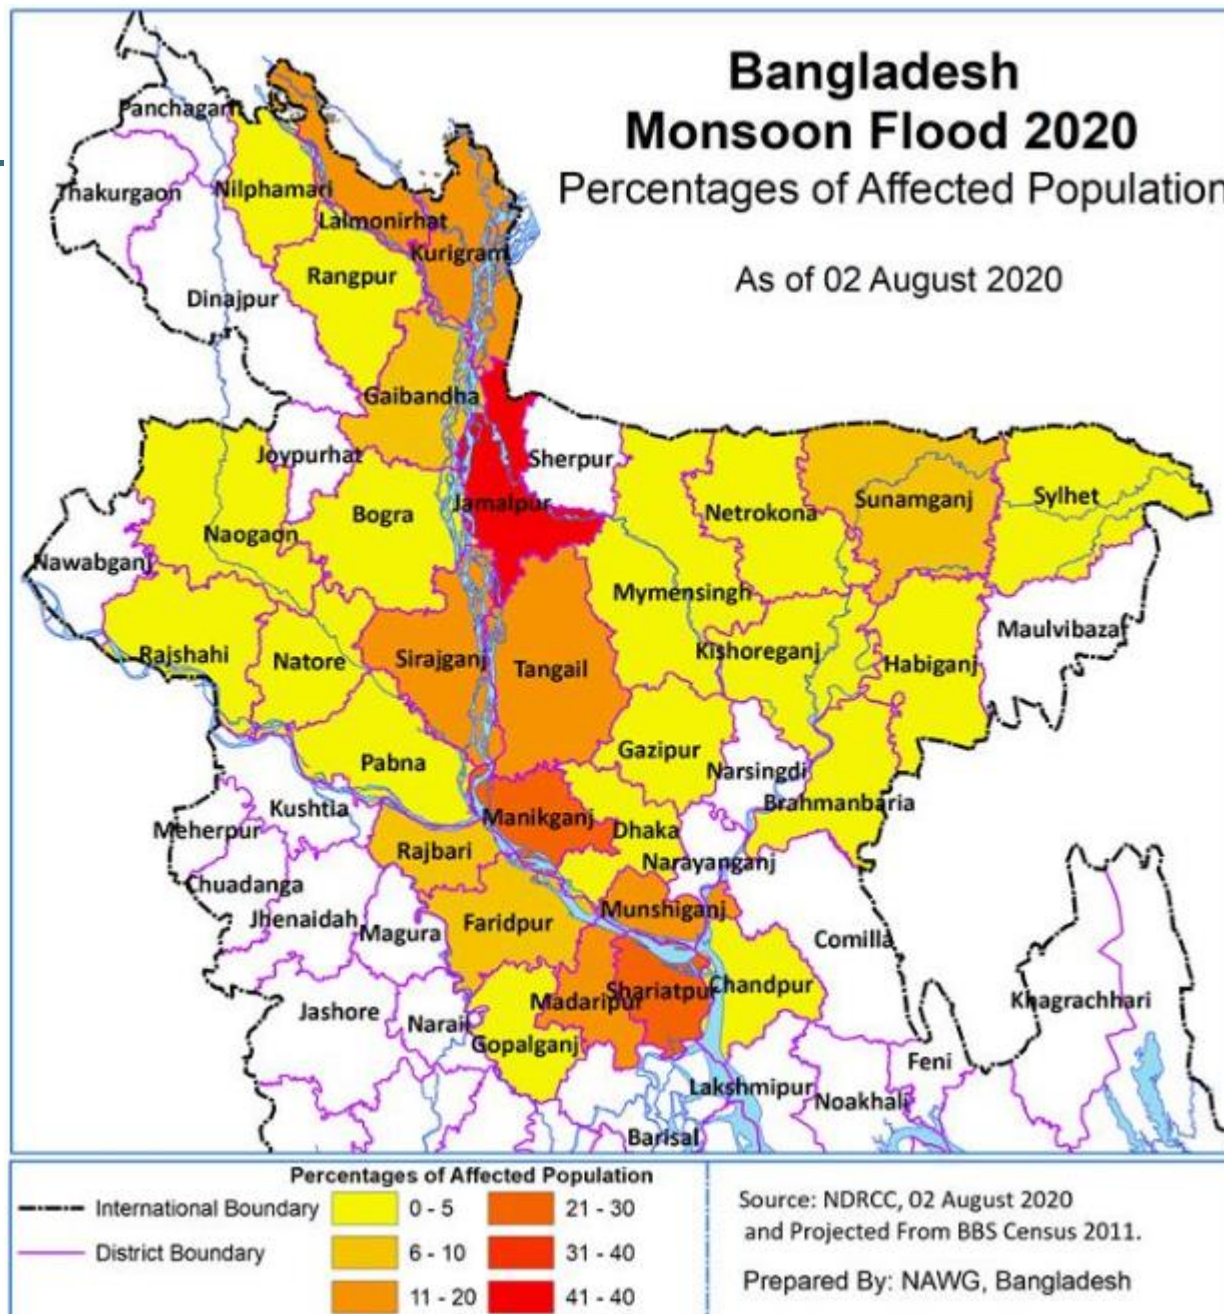 Bangladesh
Monsoon Flood 2020
Percentages of Affected Population
As of 02 August 2020
Panchagarh
Thakurgaon
Nilphamari
Lalmonirhat
Kurigram
Rangpur
Dinajpur
Gaibandha
Joypurhat
Sherpur
Jamalpur
Bogra
Naogaon
Netrokona
Sunamganj
Sylhet
Nawabganj
Mymensingh
Maulvibazar
Rajshahi
Natore
Sirajganj
Tangail
Kishoreganj
Habiganj
Pabna
Gazipur
Narsingdi
Brahmanbaria
Kushtia
Meherpur
Manikganj
Dhaka
Rajbari
Narayanganj
Chuadanga
Jhenaidah
Magura
Faridpur
Munshiganj
Comilla
Jashore
Narail
Madaripur
Shariatpur
Chandpur
Khagrachhari
Gopalganj
Lakshmipur
Noakhali
Feni
Barisal
Percentages of Affected Population
International Boundary
District Boundary
0 - 5
6 - 10
11 - 20
21 - 30
31 - 40
41 - 40
Source: NDRCC, 02 August 2020
and Projected From BBS Census 2011.
Prepared By: NAWG, Bangladesh